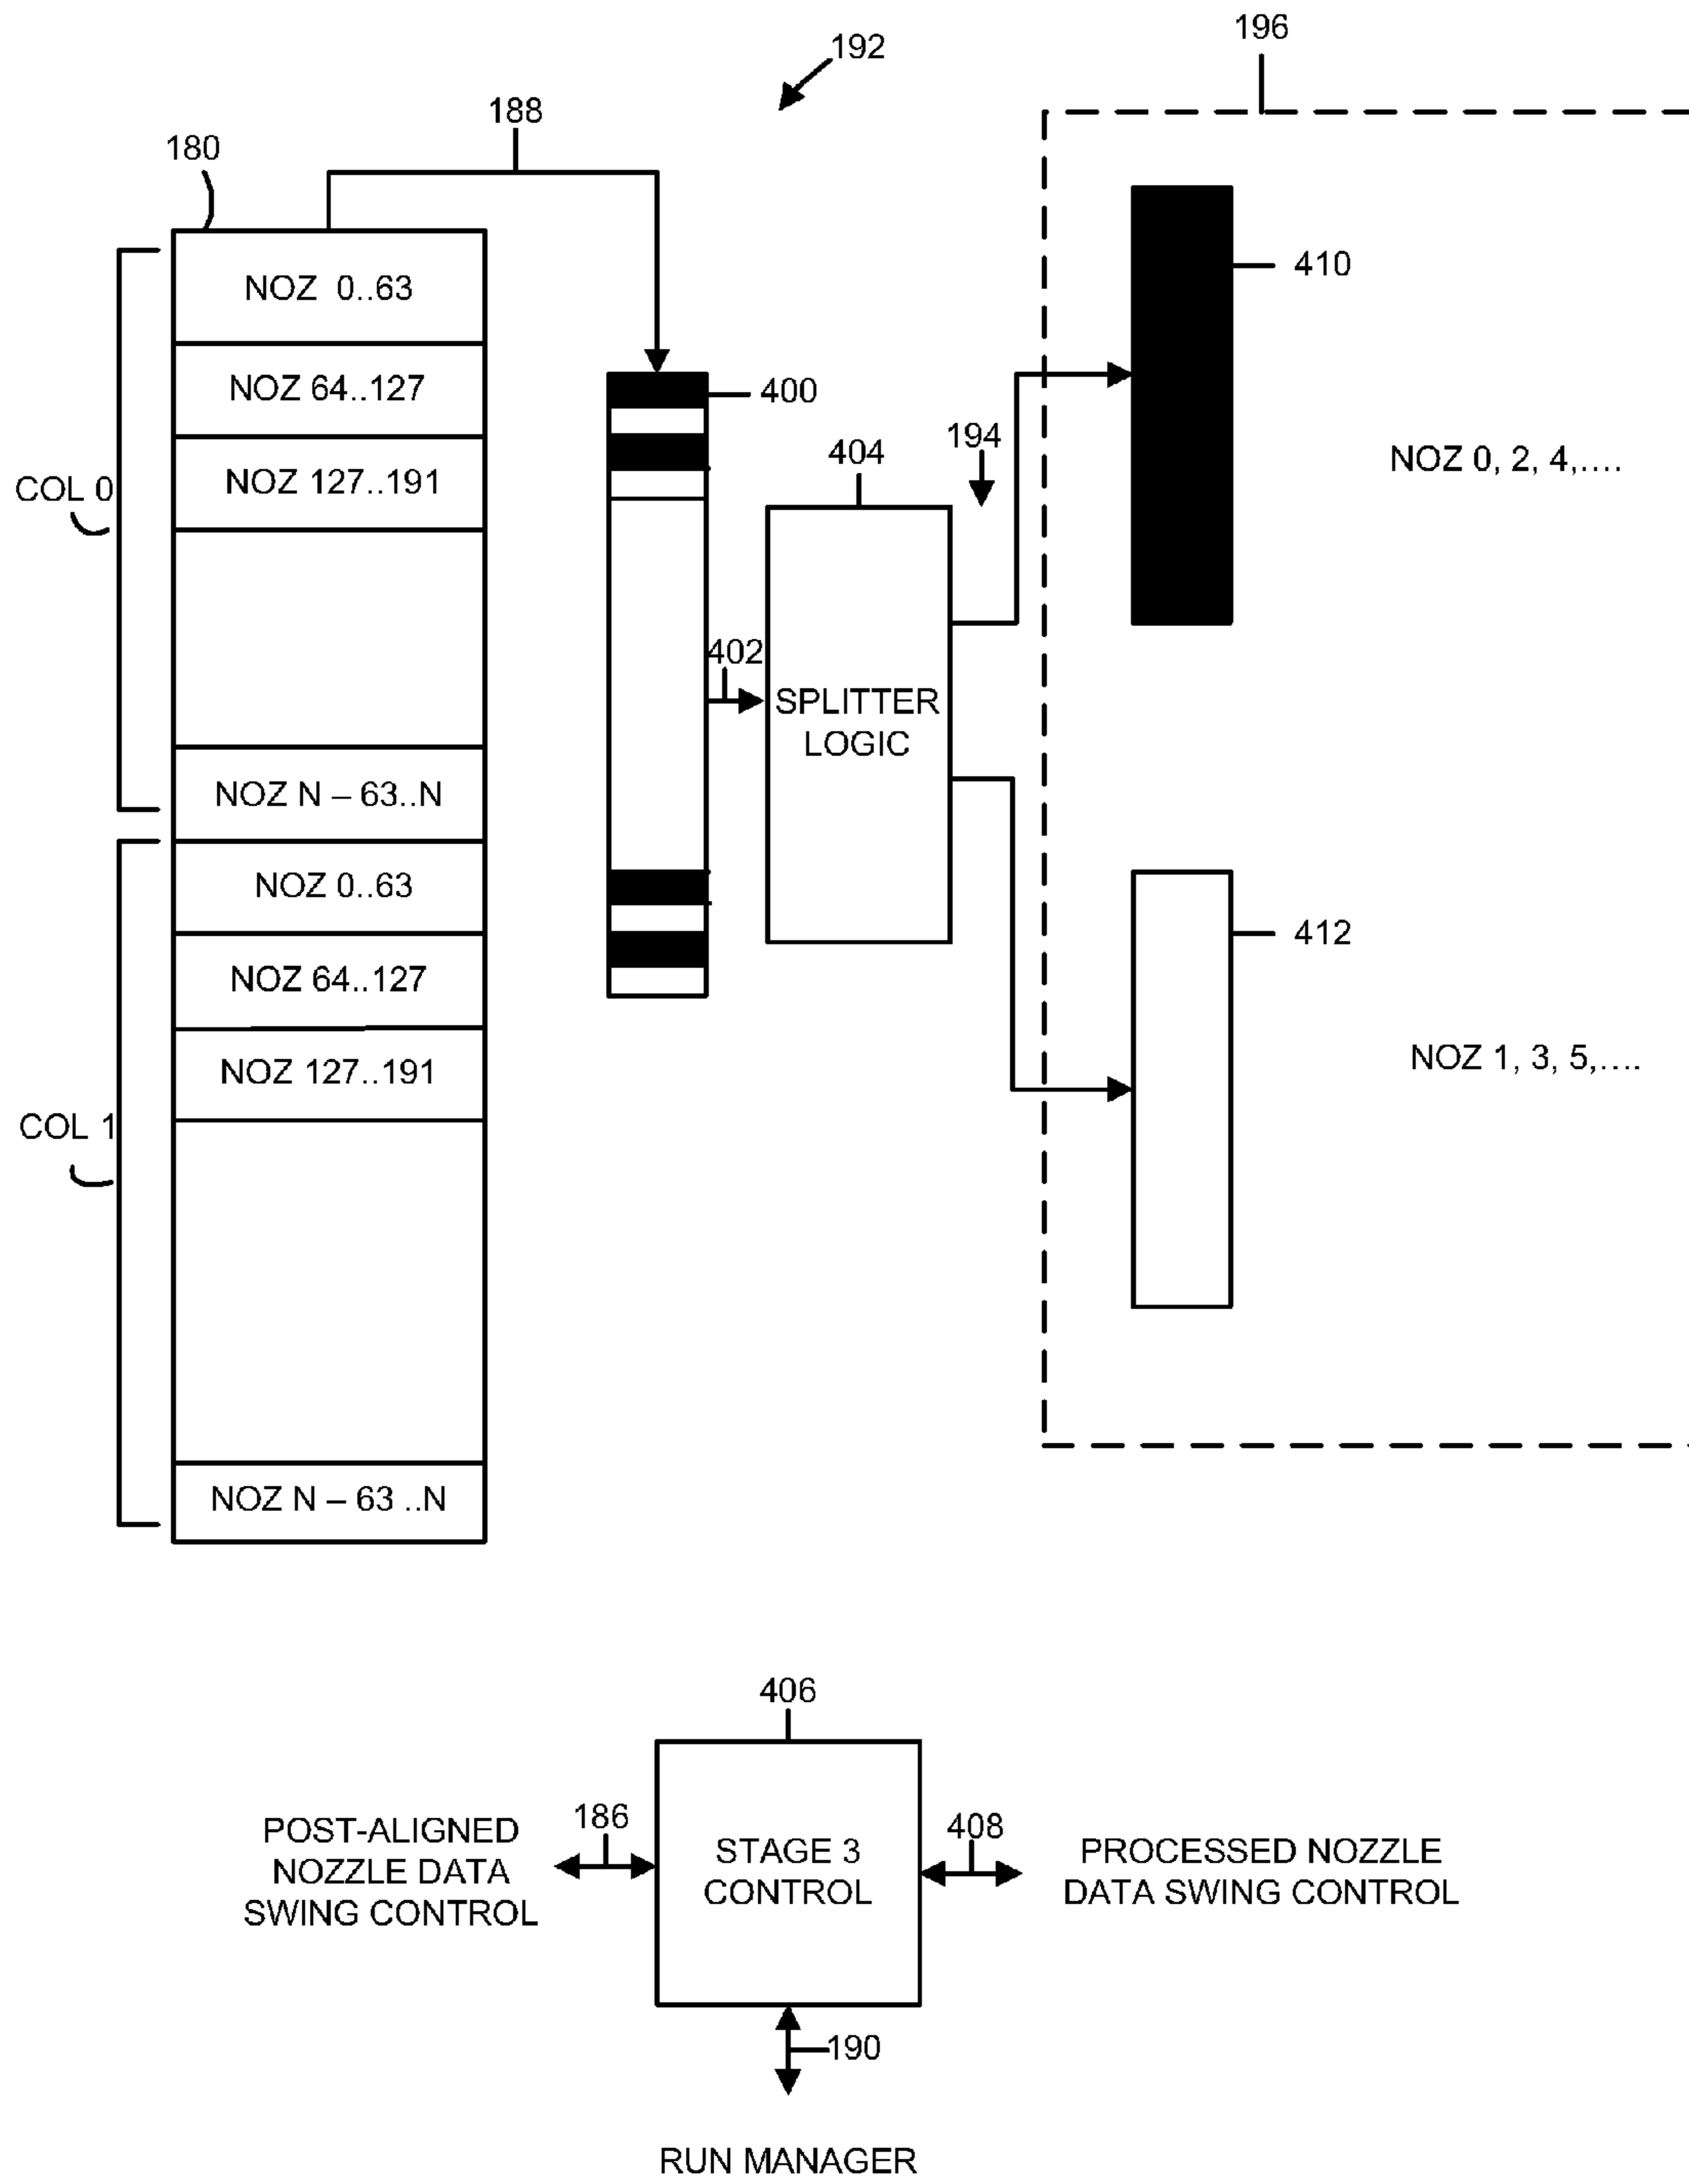 192
196
188
180
NOZ 0..63
NOZ 64..127
NOZ 127..191
COL 0
NOZ N – 63..N
NOZ 0..63
NOZ 64..127
NOZ 127..191
COL 1
NOZ N – 63 ..N
400
402
404
SPLITTER
LOGIC
194
410
NOZ 0, 2, 4,....
412
NOZ 1, 3, 5,....
406
POST-ALIGNED
NOZZLE DATA
SWING CONTROL
186
STAGE 3
CONTROL
408
PROCESSED NOZZLE
DATA SWING CONTROL
190
RUN MANAGER